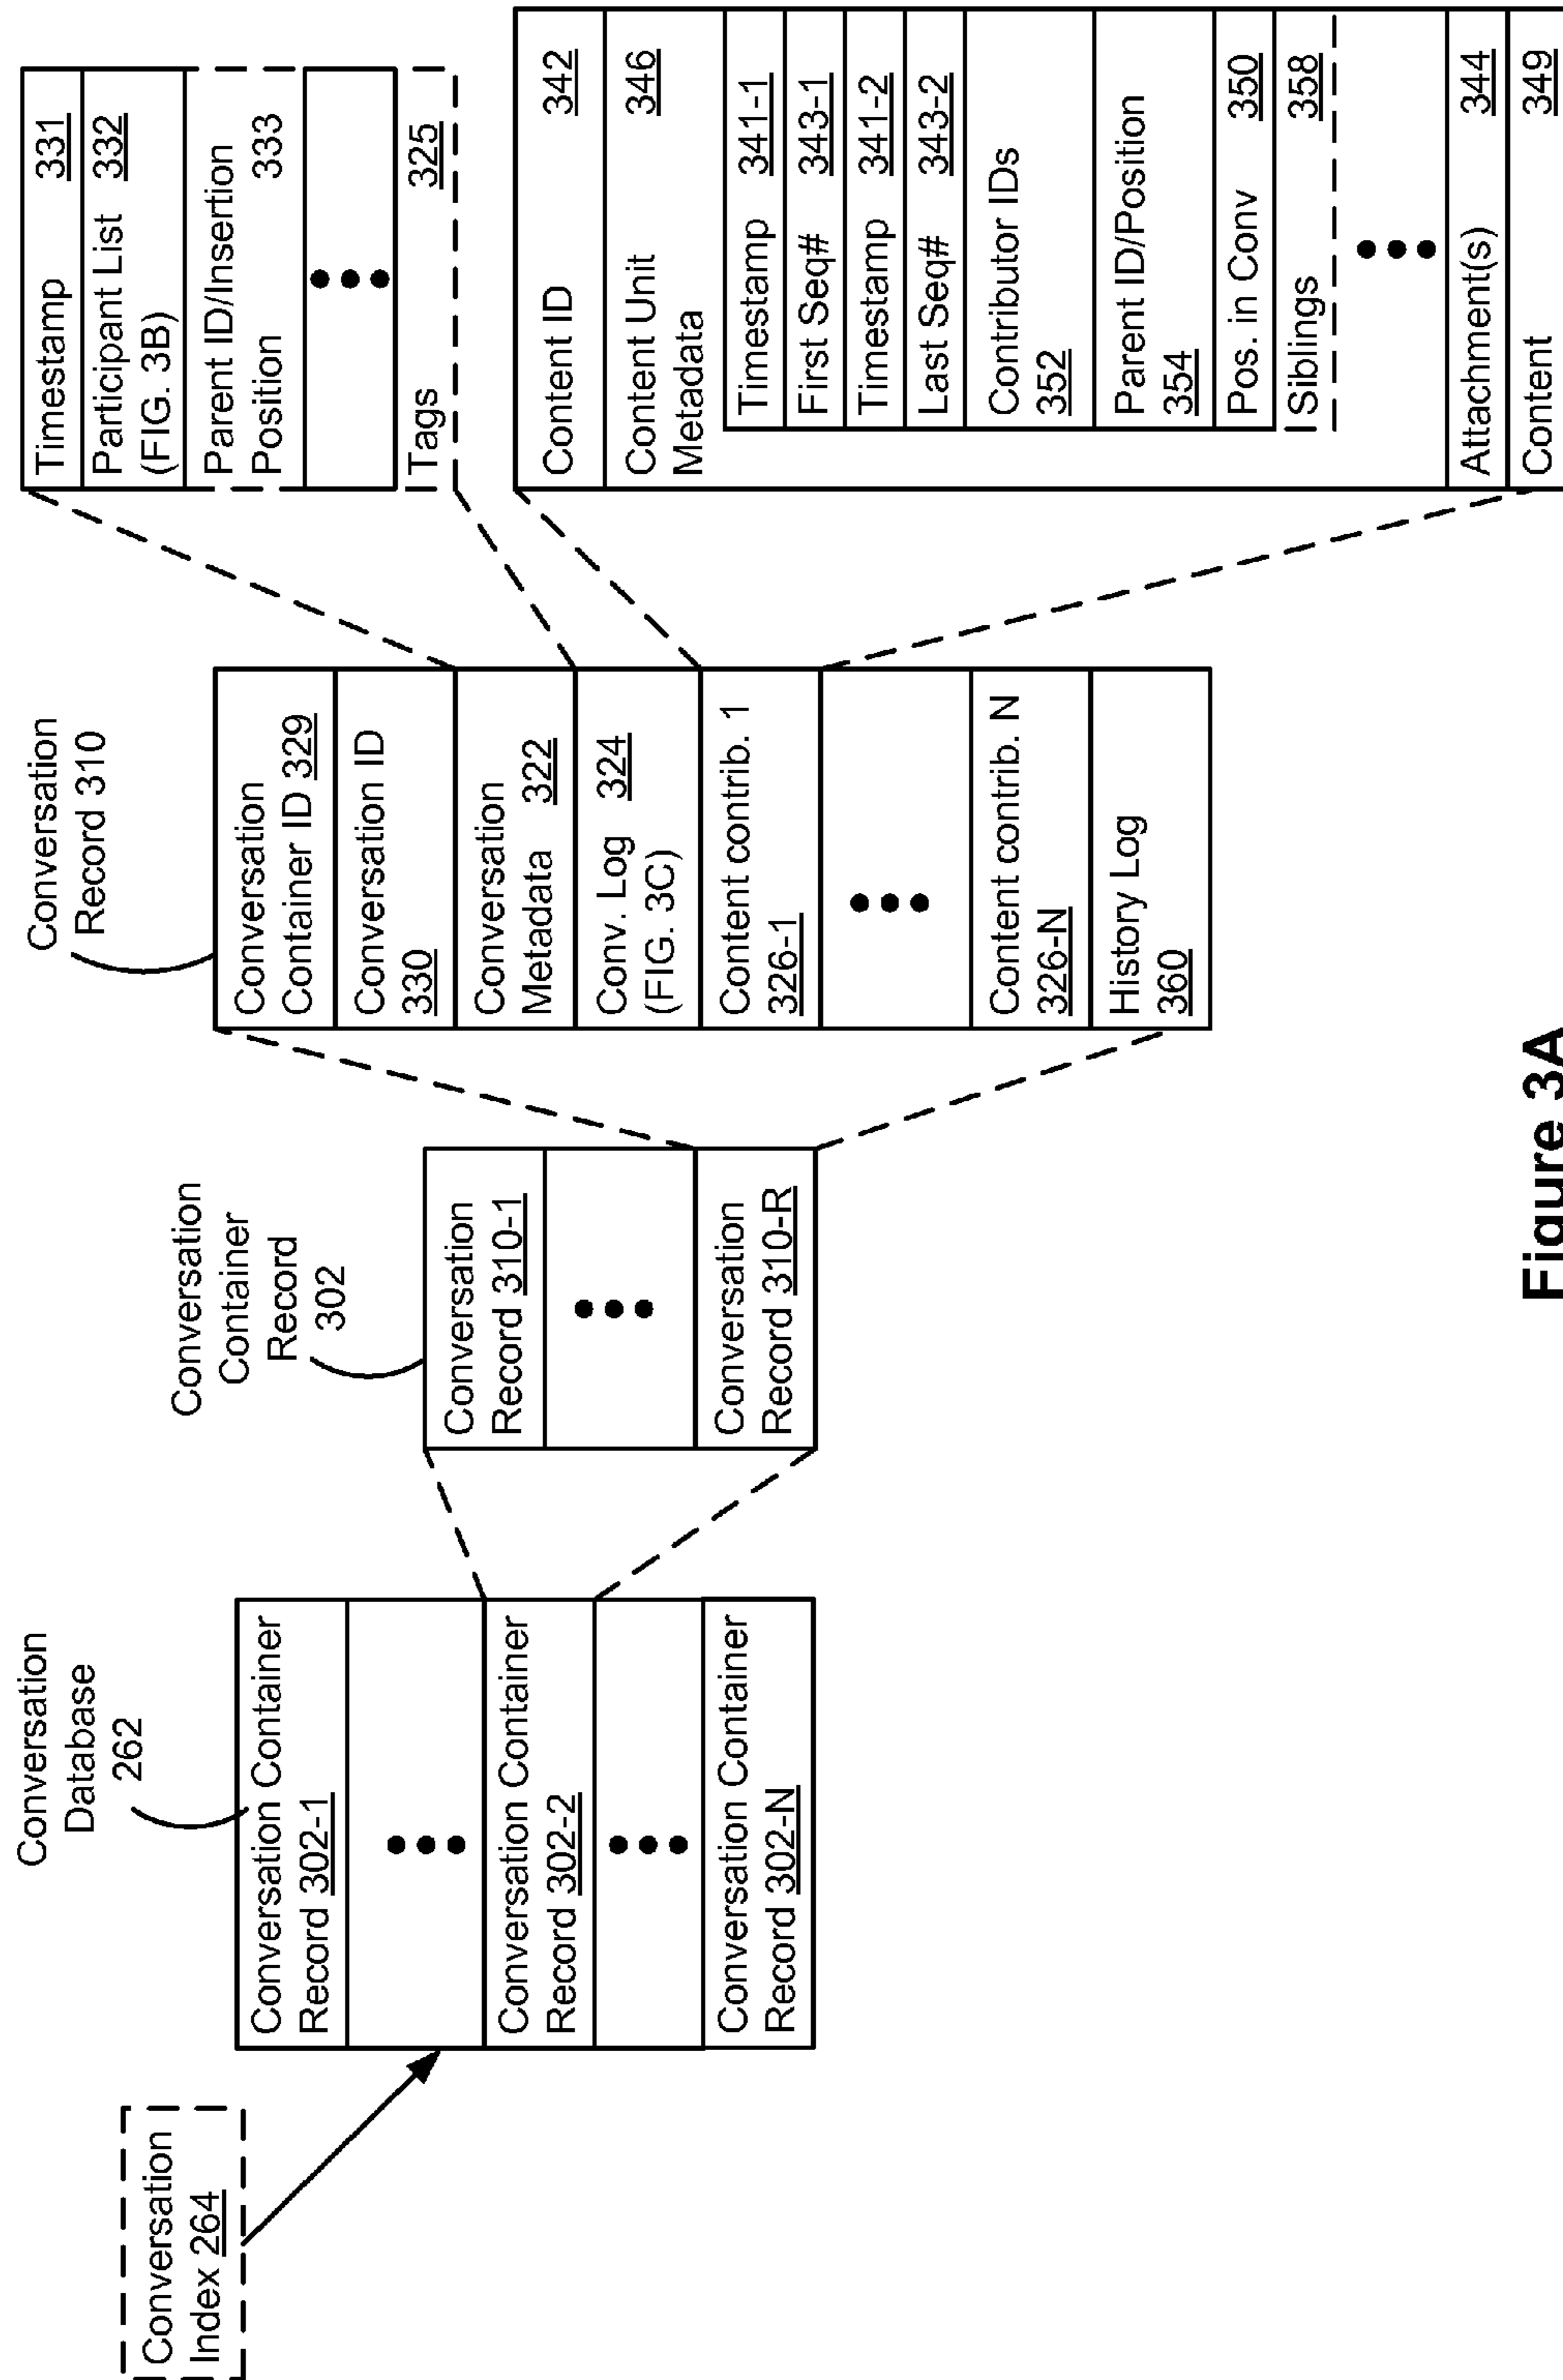 Conversation
Index 264
Conversation
Database
262
Conversation Container
Record 302-1
Conversation Container
Record 302-2
Conversation Container
Record 302-N
Conversation
Container
Record
302
Conversation
Record 310-1
Conversation
Record 310-R
Conversation
Record 310
Conversation
Container ID 329
Conversation ID
330
Conversation
Metadata 322
Conv. Log 324
(FIG. 3C)
Content contrib. 1
326-1
Content contrib. N
326-N
History Log
360
Timestamp 331
Participant List 332
(FIG. 3B)
Parent ID/Insertion
Position 333
Tags 325
Content ID 342
Content Unit 346
Metadata
Timestamp 341-1
First Seq# 343-1
Timestamp 341-2
Last Seq# 343-2
Contributor IDs
352
Parent ID/Position
354
Pos. in Conv 350
Siblings 358
Attachment(s) 344
Content 349
Figure 3A